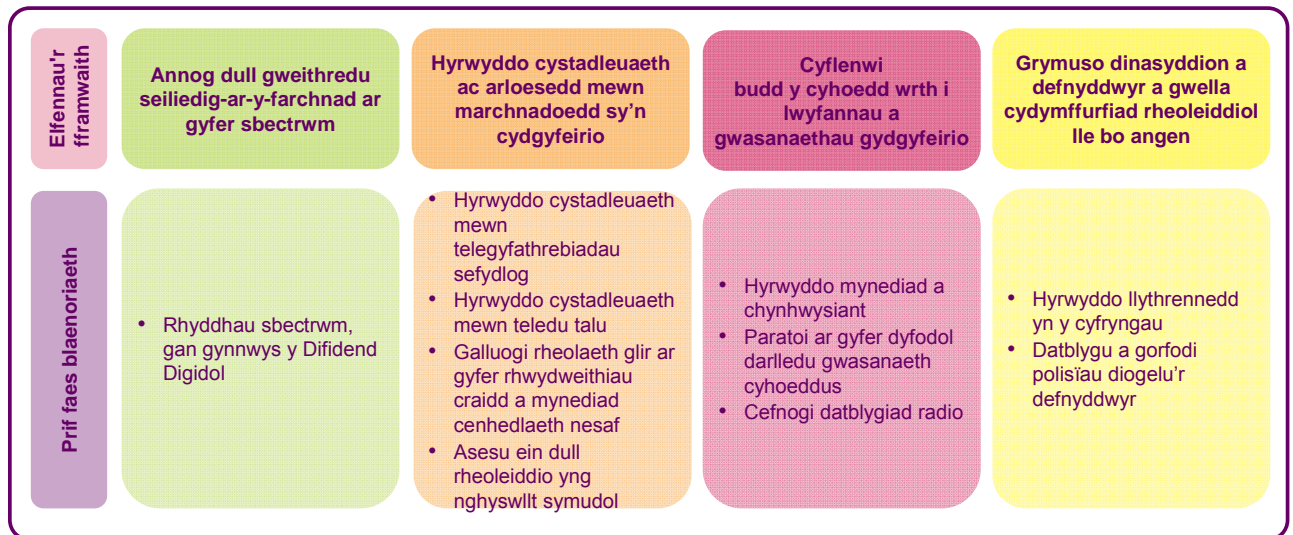 Elfennau'r
fframwaith
Annog dull gweithredu
seiliedig-ar-y-farchnad ar
gyfer sbectrwm
Hyrwyddo cystadleuaeth
ac arloesedd mewn
marchnadoedd sy'n
cydgyfeirio
Cyflenwi
budd y cyhoedd wrth i
lwyfannau a
gwasanaethau gydgyfeirio
Grymuso dinasyddion a
defnyddwyr a gwella
cydymffurfiad rheoleiddiol
lle bo angen
Prif faes blaenoriaeth
• Rhyddhau sbectrwm,
gan gynnwys y Difidend
Digidol
• Hyrwyddo cystadleuaeth
mewn
telegyfathrebiadau
sefydlog
• Hyrwyddo cystadleuaeth
mewn teledu talu
• Galluogi rheolaeth glir ar
gyfer rhwydweithiau
craidd a mynediad
cenhedlaeth nesaf
• Asesu ein dull
rheoleiddio yng
nghyswllt symudol
• Hyrwyddo mynediad a
chynhwysiant
• Paratoi ar gyfer dyfodol
darlledu gwasanaeth
cyhoeddus
• Cefnogi datblygiad radio
• Hyrwyddo llythrennedd
yn y cyfryngau
• Datblygu a gorfodi
polisïau diogelu'r
defnyddwyr